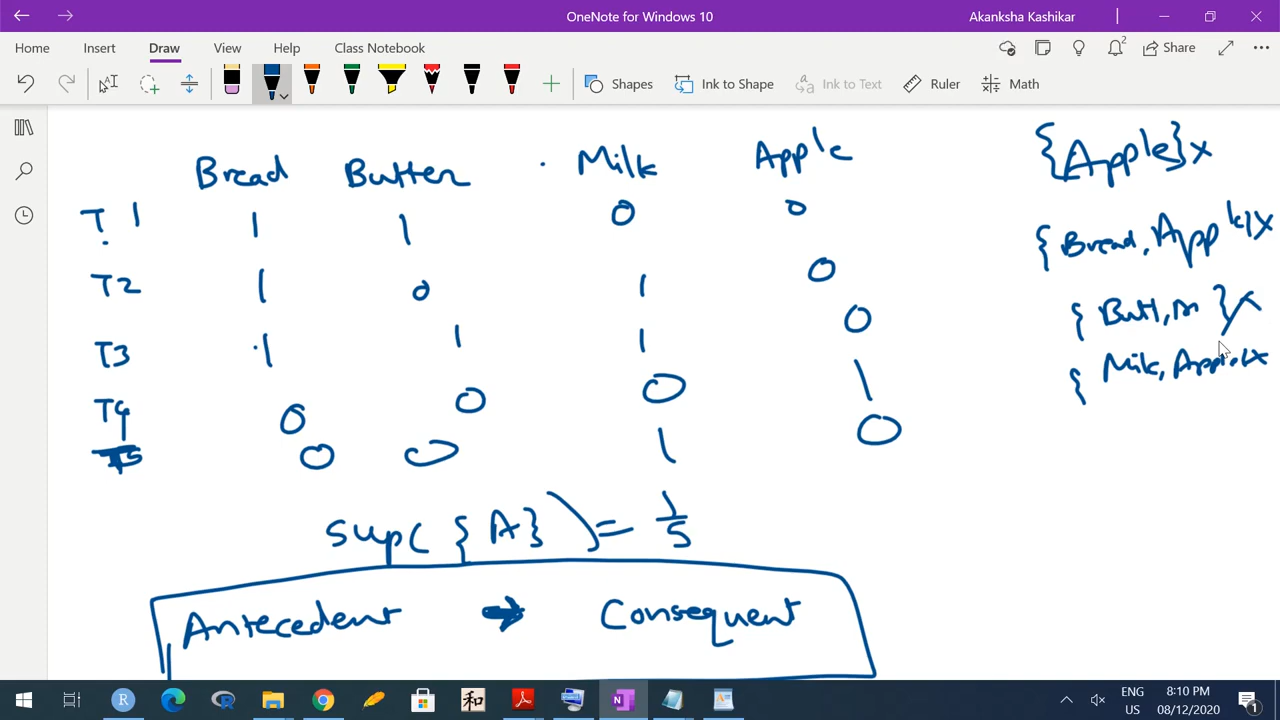 OneNote for Windows 10
Akanksha Kashikar
Home Insert Draw View Help Class Notebook
2
Share
Shapes Ink to Shape Ink to Text Ruler Math
Bread Butter Milk Apple
{Apple}x
T1 1 1 0 0
{Bread, Apple}x
T2 1 0 1 0
{ Butt, A }x
T3 1 1 1 0
{ Milk, Apple}x
T4 0 0 0 1
T5 0 0 1 0
sup( { A} ) = 1/5
Antecedent → Consequent
R 和
ENG
US
8:10 PM
08/12/2020
1